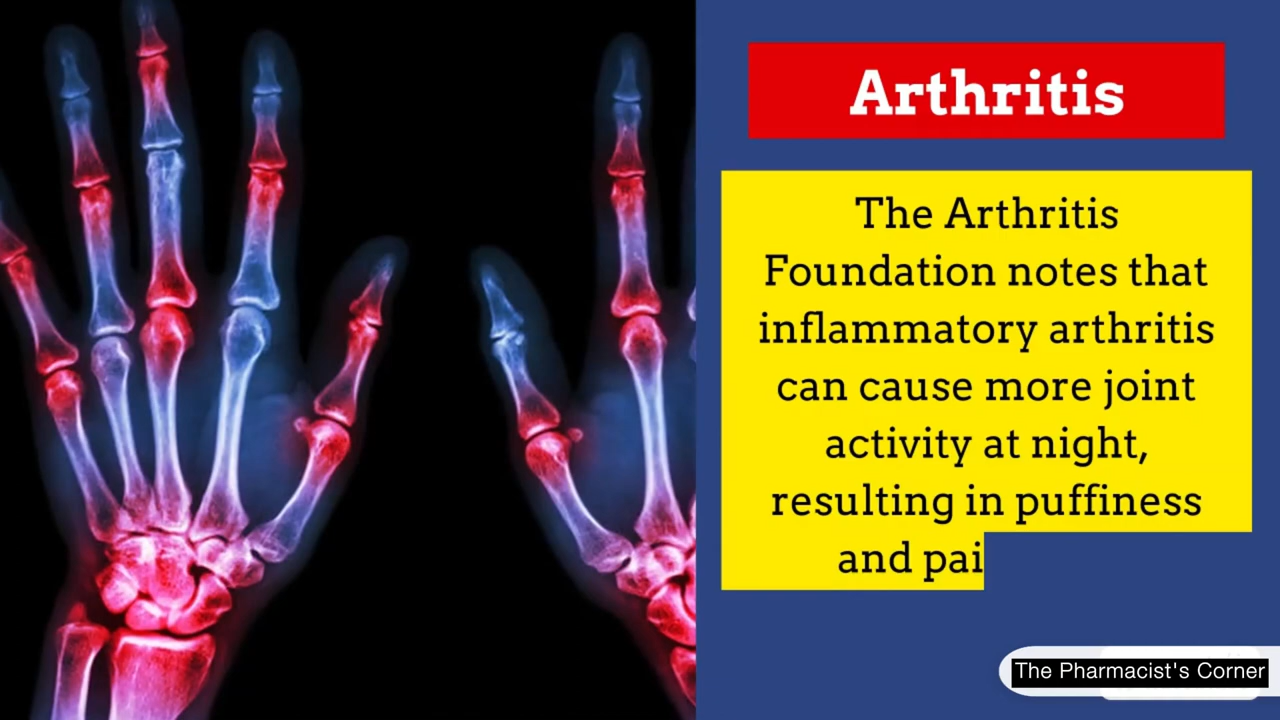 Arthritis
The Arthritis
Foundation notes that
inflammatory arthritis
can cause more joint
activity at night,
resulting in puffiness
and pai
The Pharmacist's Corner